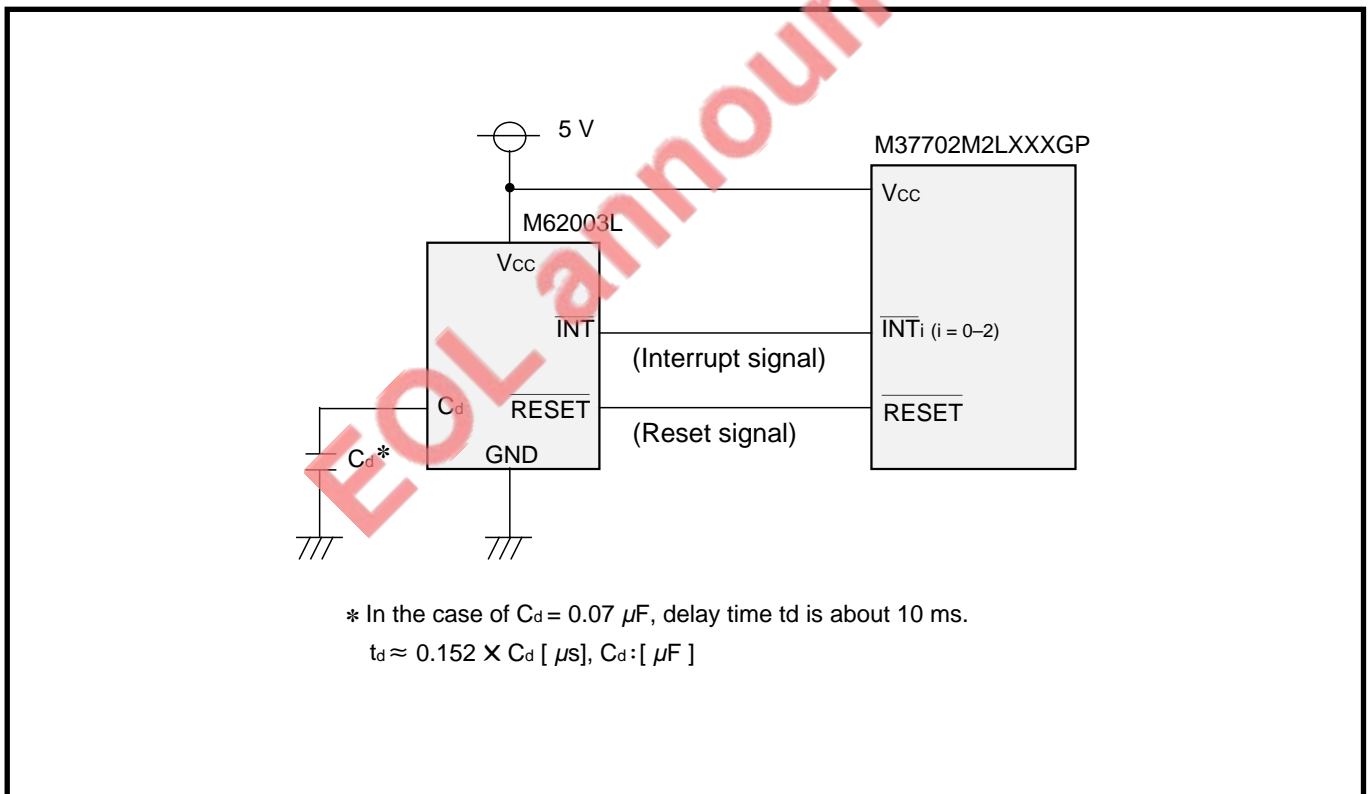 EOL announ
5 V
M37702M2LXXXGP
Vcc
M62003L
Vcc
INT
INTi (i = 0–2)
(Interrupt signal)
Cd
RESET
RESET
(Reset signal)
Cd*
GND
* In the case of Cd = 0.07 µF, delay time td is about 10 ms.
td ≈ 0.152 × Cd [ µs], Cd : [ µF ]